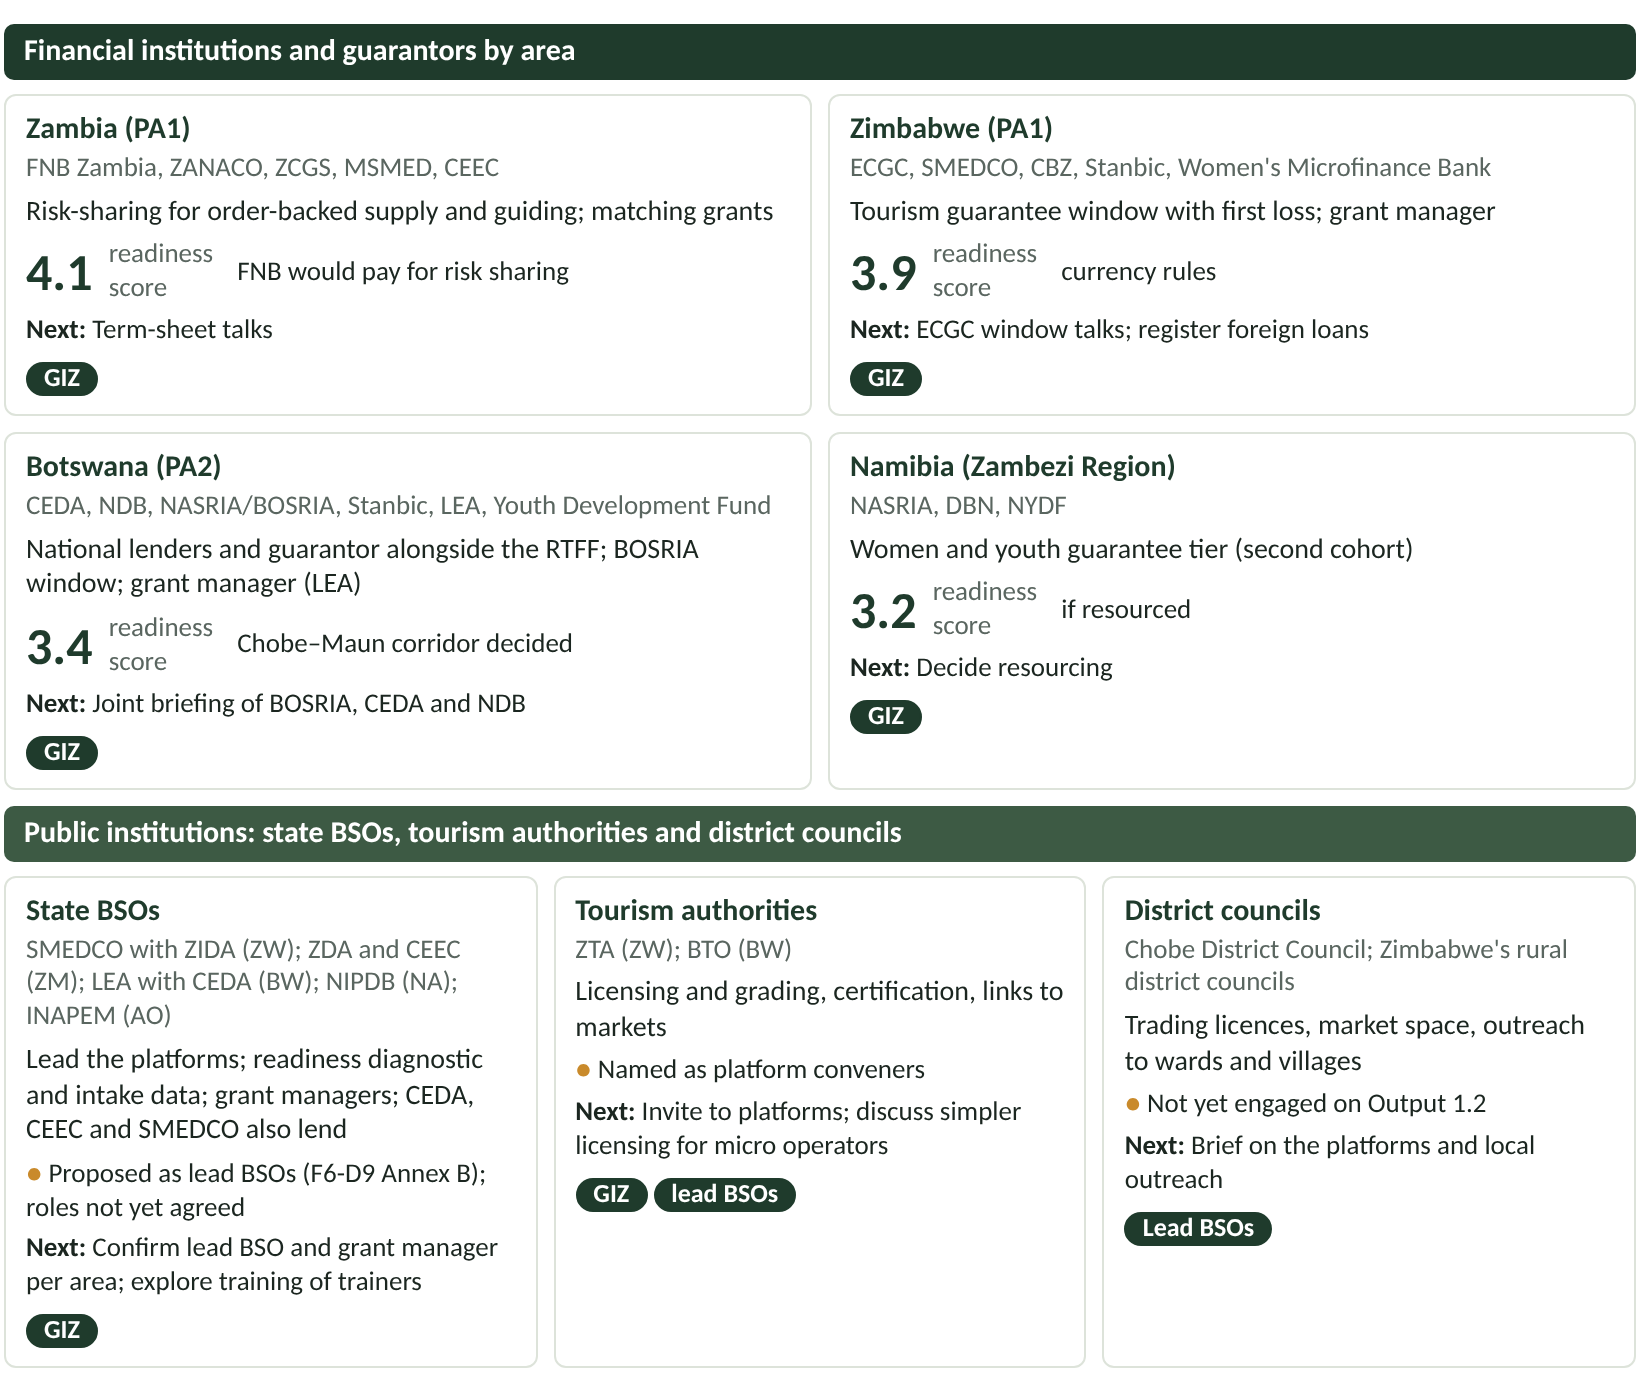 Financial institutions and guarantors by area
Zambia (PA1)
FNB Zambia, ZANACO, ZCGS, MSMED, CEEC
Risk-sharing for order-backed supply and guiding; matching grants
4.1 readiness score FNB would pay for risk sharing
Next: Term-sheet talks
GIZ
Zimbabwe (PA1)
ECGC, SMEDCO, CBZ, Stanbic, Women's Microfinance Bank
Tourism guarantee window with first loss; grant manager
3.9 readiness score currency rules
Next: ECGC window talks; register foreign loans
GIZ
Botswana (PA2)
CEDA, NDB, NASRIA/BOSRIA, Stanbic, LEA, Youth Development Fund
National lenders and guarantor alongside the RTFF; BOSRIA
window; grant manager (LEA)
3.4 readiness score Chobe–Maun corridor decided
Next: Joint briefing of BOSRIA, CEDA and NDB
GIZ
Namibia (Zambezi Region)
NASRIA, DBN, NYDF
Women and youth guarantee tier (second cohort)
3.2 readiness score if resourced
Next: Decide resourcing
GIZ
Public institutions: state BSOs, tourism authorities and district councils
State BSOs
SMEDCO with ZIDA (ZW); ZDA and CEEC
(ZM); LEA with CEDA (BW); NIPDB (NA);
INAPEM (AO)
Lead the platforms; readiness diagnostic
and intake data; grant managers; CEDA,
CEEC and SMEDCO also lend
● Proposed as lead BSOs (F6-D9 Annex B);
roles not yet agreed
Next: Confirm lead BSO and grant manager
per area; explore training of trainers
GIZ
Tourism authorities
ZTA (ZW); BTO (BW)
Licensing and grading, certification, links to
markets
● Named as platform conveners
Next: Invite to platforms; discuss simpler
licensing for micro operators
GIZ lead BSOs
District councils
Chobe District Council; Zimbabwe's rural
district councils
Trading licences, market space, outreach
to wards and villages
● Not yet engaged on Output 1.2
Next: Brief on the platforms and local
outreach
Lead BSOs